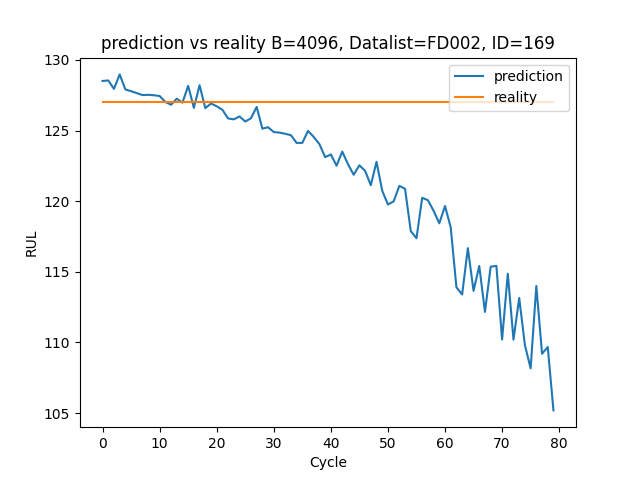 prediction vs reality B=4096, Datalist=FD002, ID=169
prediction
reality
130
125
120
115
110
105
RUL
0 10 20 30 40 50 60 70 80
Cycle